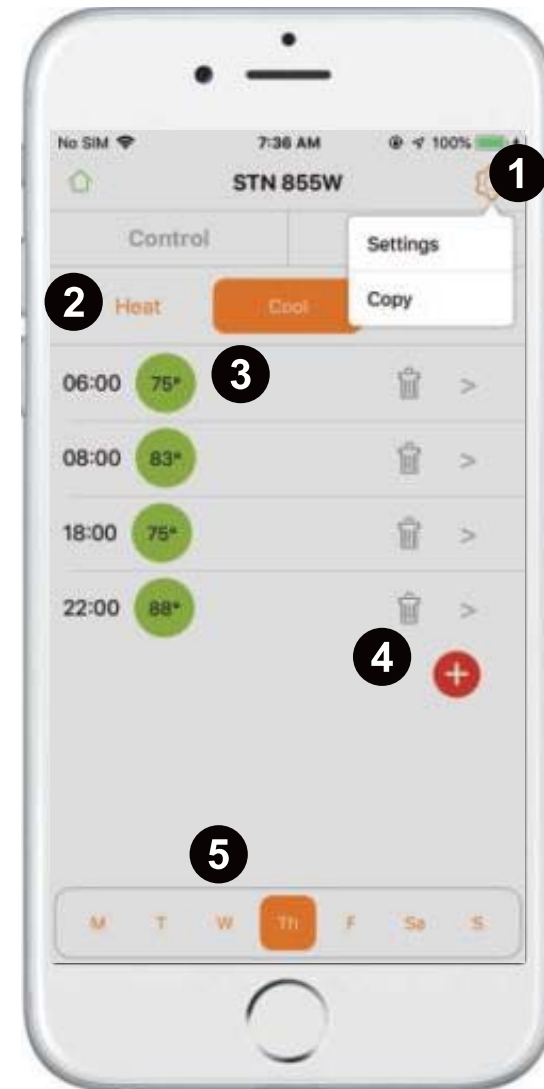 No SIM 7:36 AM 100%
1
STN 855W
Control
Settings
Copy
2 Heat Cool
3
06:00 75° >
08:00 83° >
18:00 75° >
22:00 88° >
4
+
5
M T W Th F Sa S